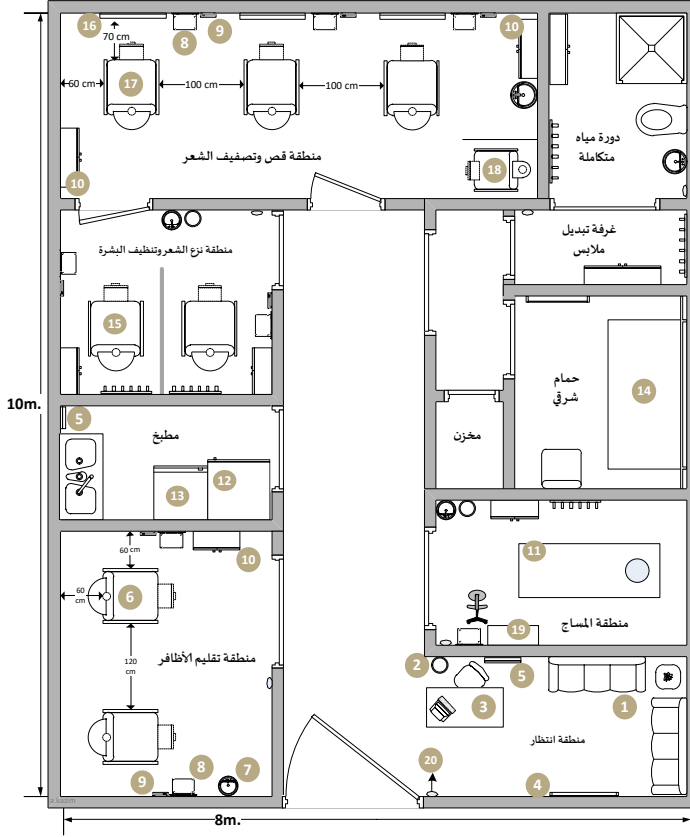 16
9
8
10
70 cm
60 cm
17
100 cm
100 cm
دورة مياه
متكاملة
منطقة قص وتصفيف الشعر
18
10
غرفة تبديل
ملابس
منطقة نزع الشعر وتنظيف البشرة
15
حمام
شرقي
14
10m.
5
مطبخ
مخزن
12
13
60 cm
10
11
60
cm
6
19
منطقة المساج
120
cm
منطقة تقليم الأظافر
2
5
1
3
منطقة انتظار
20
9
8
7
4
a.kazim
8m.